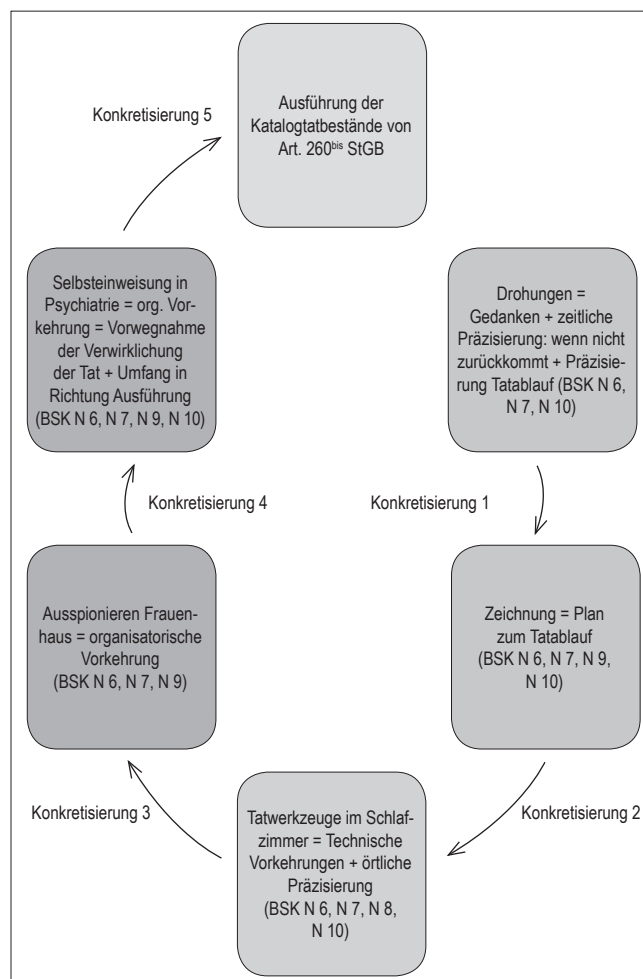 Ausführung der
Katalogtatbestände von
Art. 260bis StGB
Drohungen =
Gedanken + zeitliche
Präzisierung: wenn nicht
zurückkommt + Präzisie-
rung Tatablauf (BSK N 6,
N 7, N 10)
Konkretisierung 1
Zeichnung = Plan
zum Tatablauf
(BSK N 6, N 7, N 9,
N 10)
Konkretisierung 2
Tatwerkzeuge im Schlaf-
zimmer = Technische
Vorkehrungen + örtliche
Präzisierung
(BSK N 6, N 7, N 8,
N 10)
Konkretisierung 3
Ausspionieren Frauen-
haus = organisatorische
Vorkehrung
(BSK N 6, N 7, N 9)
Konkretisierung 4
Selbsteinweisung in
Psychiatrie = org. Vor-
kehrung = Vorwegnahme
der Verwirklichung
der Tat + Umfang in
Richtung Ausführung
(BSK N 6, N 7, N 9, N 10)
Konkretisierung 5